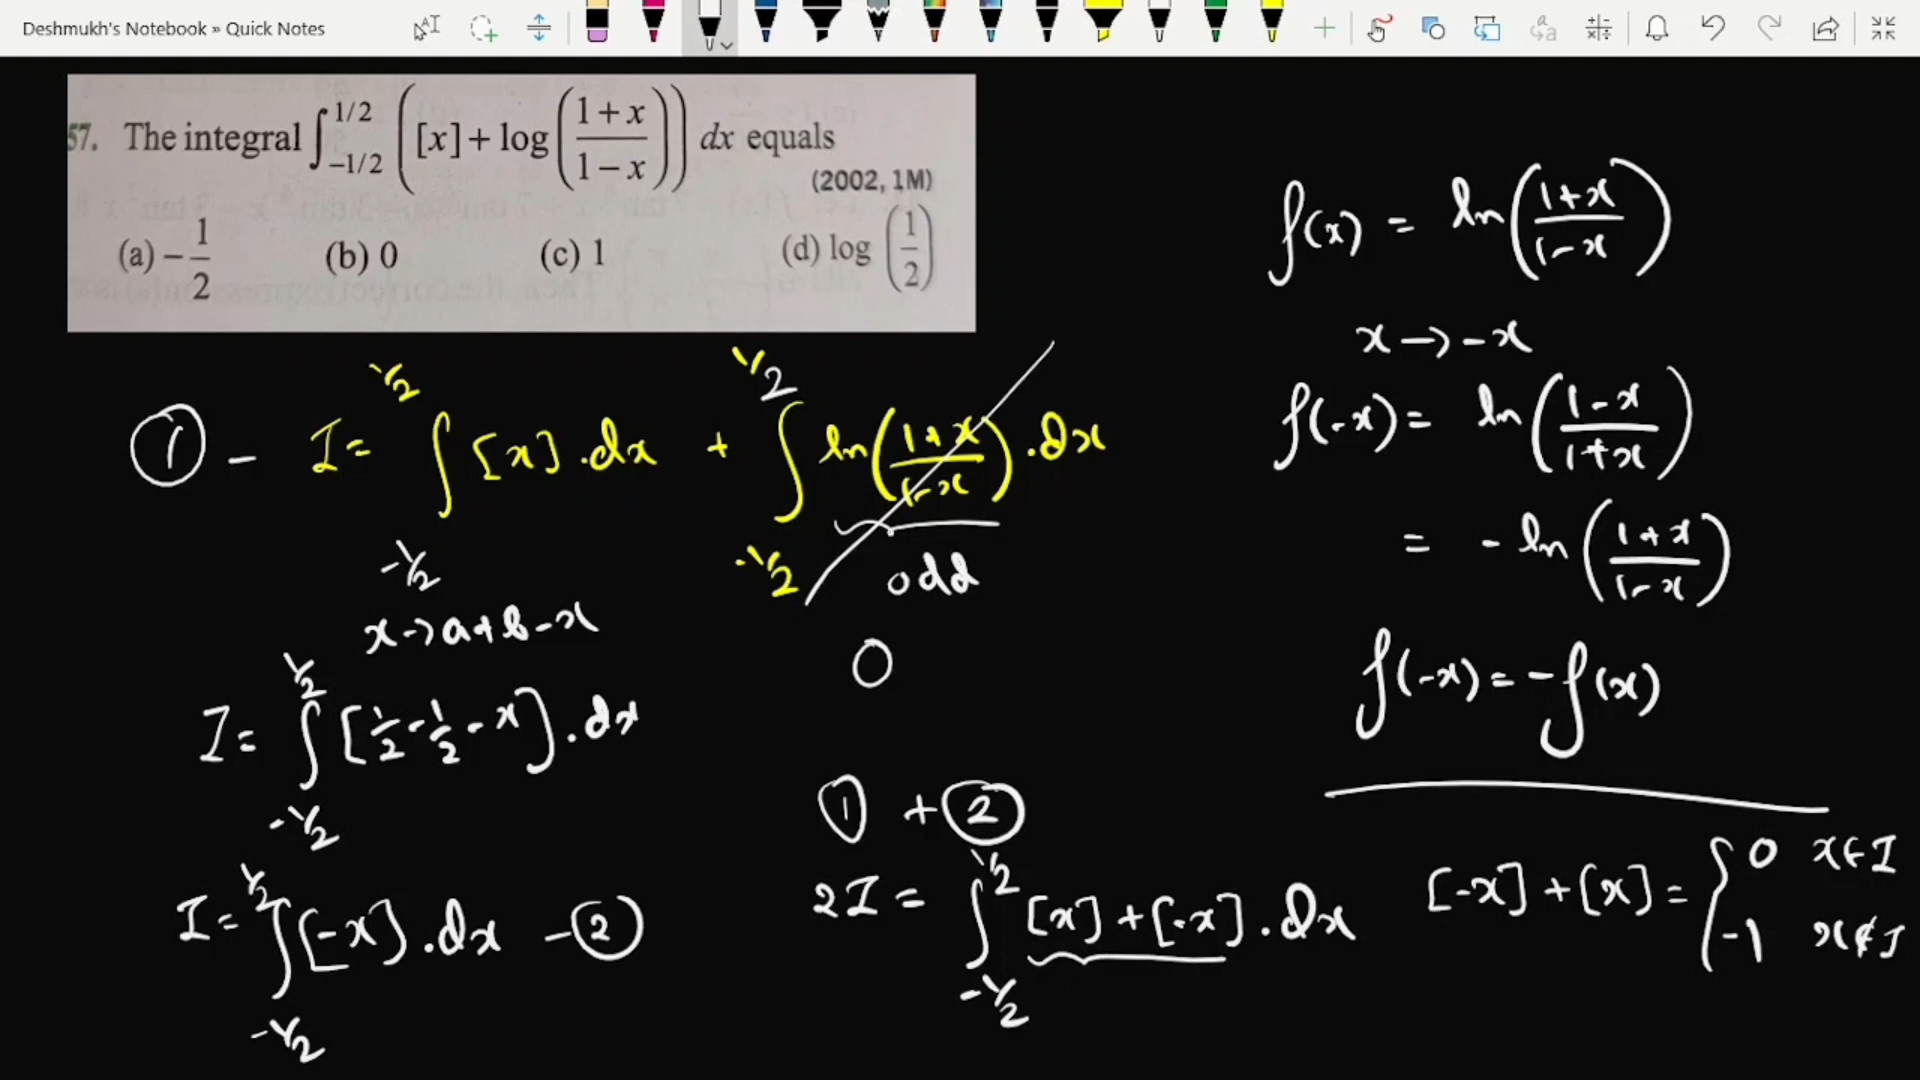 Deshmukh's Notebook » Quick Notes
57. The integral ∫_{-1/2}^{1/2} ([x] + log((1+x)/(1−x))) dx equals
(2002, 1M)
(a) −1/2 (b) 0 (c) 1 (d) log (1/2)
① − I = ∫_{-1/2}^{1/2} [x].dx + ∫_{-1/2}^{1/2} ln((1+x)/(1-x)).dx
odd
0
x→a+b-x
I = ∫_{-1/2}^{1/2} [1/2 - 1/2 - x].dx
I = ∫_{-1/2}^{1/2} [-x].dx −②
① + ②
2I = ∫_{-1/2}^{1/2} [x] + [-x].dx
f(x) = ln((1+x)/(1-x))
x → -x
f(-x) = ln((1-x)/(1+x))
= - ln((1+x)/(1-x))
f(-x) = -f(x)
[-x] + [x] = { 0 x∈I
-1 x∉I